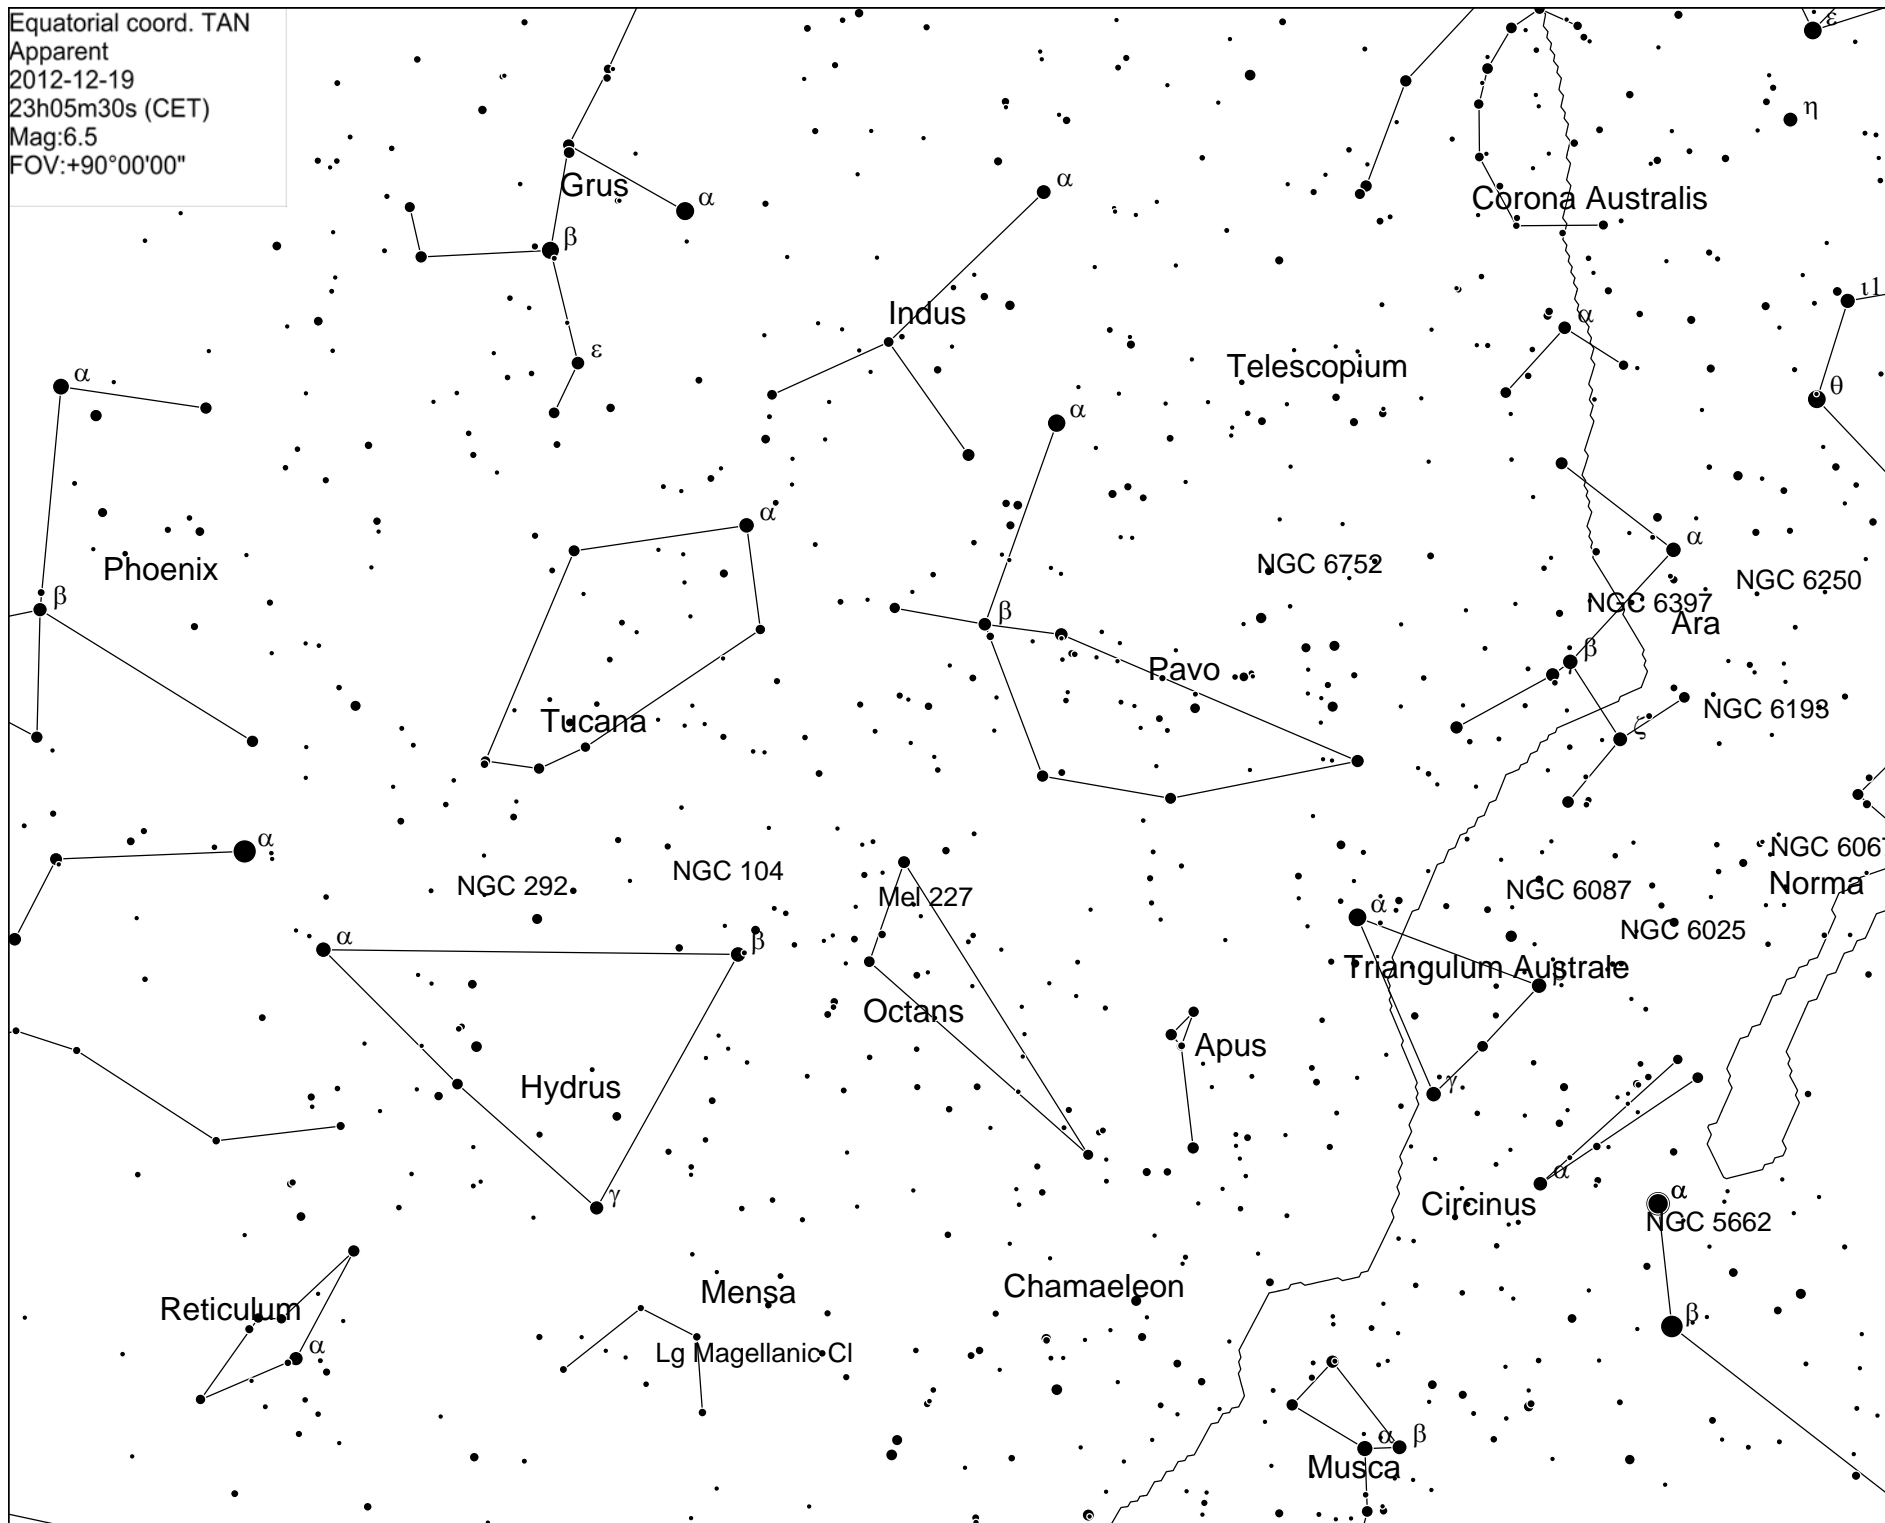 Equatorial coord. TAN
Apparent
2012-12-19
23h05m30s (CET)
Mag:6.5
FOV:+90°00'00"
ε
η
α
Grus
α
Corona Australis
β
ι1
Indus
α
ε
Telescopium
α
θ
α
α
α
NGC 6752
NGC 6250
Phoenix
β
NGC 6397
β
Ara
β
Pavo
Tucana
NGC 6193
ζ
α
NGC 6067
NGC 292
NGC 104
Mel 227
NGC 6087
Norma
α
NGC 6025
α
β
Triangulum Australe
β
Octans
Apus
Hydrus
γ
α
γ
Circinus
α
NGC 5662
Reticulum
Mensa
Chamaeleon
β
α
Lg Magellanic Cl
α
β
Musca